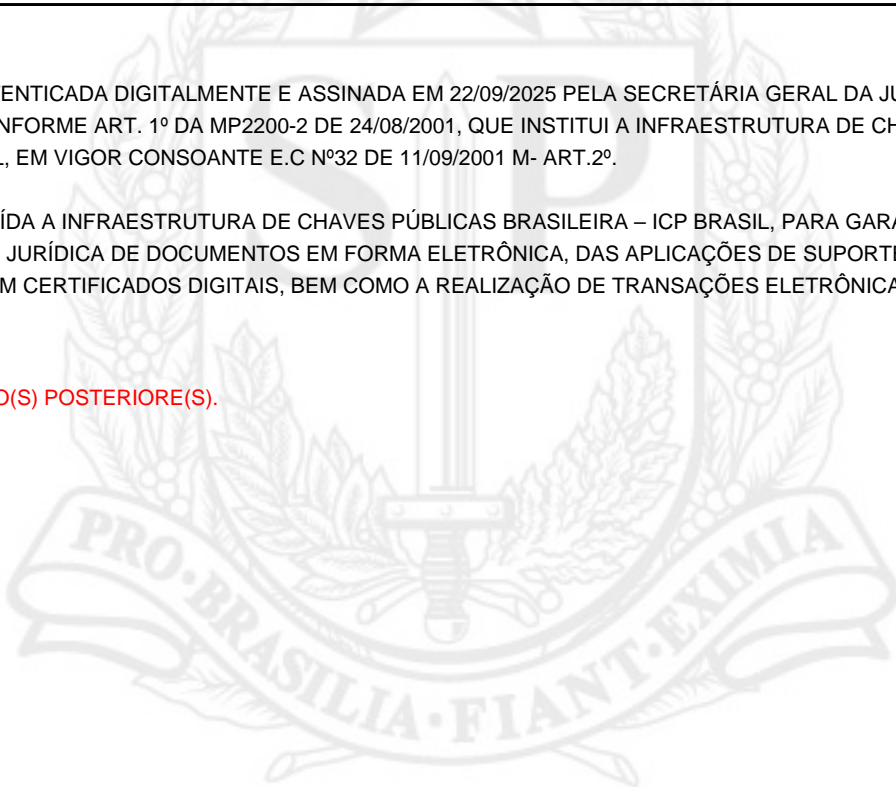 ENTICADA DIGITALMENTE E ASSINADA EM 22/09/2025 PELA SECRETÁRIA GERAL DA JU
NFORME ART. 1º DA MP2200-2 DE 24/08/2001, QUE INSTITUI A INFRAESTRUTURA DE CH
L, EM VIGOR CONSOANTE E.C Nº32 DE 11/09/2001 M- ART.2º.
ÍDA A INFRAESTRUTURA DE CHAVES PÚBLICAS BRASILEIRA – ICP BRASIL, PARA GARA
JURÍDICA DE DOCUMENTOS EM FORMA ELETRÔNICA, DAS APLICAÇÕES DE SUPORTE
M CERTIFICADOS DIGITAIS, BEM COMO A REALIZAÇÃO DE TRANSAÇÕES ELETRÔNICA
O(S) POSTERIORE(S).
SP
PRO·BRASILIA·FIANT·EXIMIA